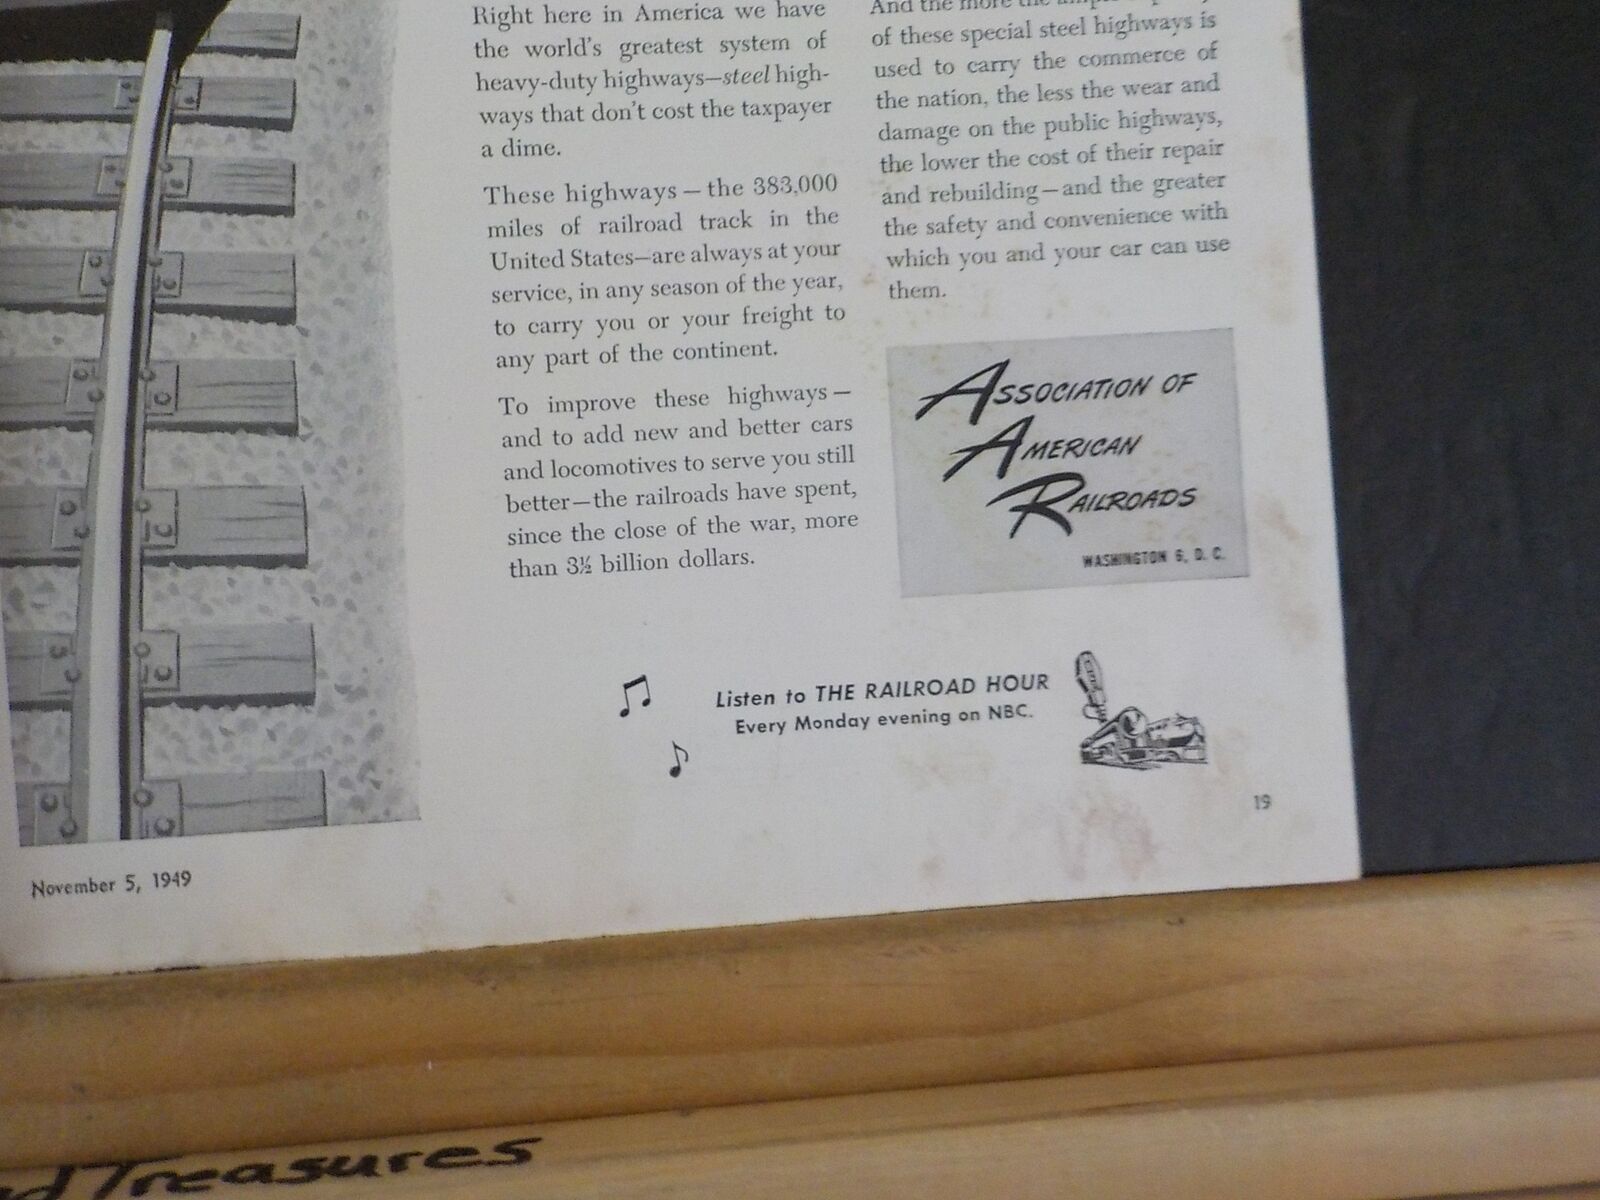 Right here in America we have
the world's greatest system of
heavy-duty highways—steel high-
ways that don't cost the taxpayer
a dime.
These highways — the 383,000
miles of railroad track in the
United States—are always at your
service, in any season of the year,
to carry you or your freight to
any part of the continent.
To improve these highways —
and to add new and better cars
and locomotives to serve you still
better—the railroads have spent,
since the close of the war, more
than 3½ billion dollars.
And the more the
of these special steel highways is
used to carry the commerce of
the nation, the less the wear and
damage on the public highways,
the lower the cost of their repair
and rebuilding—and the greater
the safety and convenience with
which you and your car can use
them.
ASSOCIATION OF
AMERICAN
RAILROADS
WASHINGTON 6, D. C.
Listen to THE RAILROAD HOUR
Every Monday evening on NBC.
19
November 5, 1949
Treasures